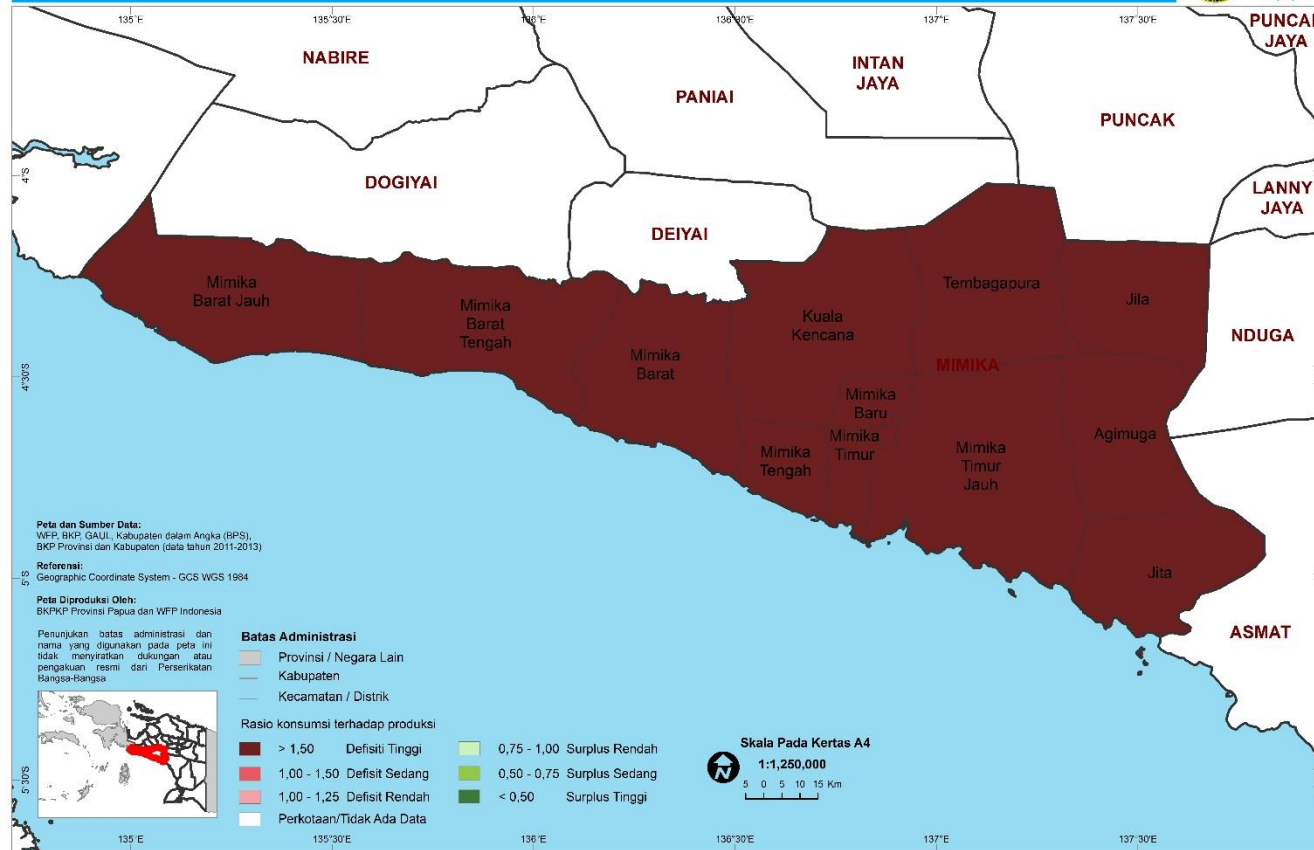 135°E
135°30'E
136°E
136°30'E
137°E
137°30'E
PUNCAK
JAYA
NABIRE
INTAN
JAYA
PANIAI
PUNCAK
4°S
DOGIYAI
LANNY
JAYA
DEIYAI
Mimika
Barat Jauh
Mimika
Barat
Tengah
Mimika
Barat
Kuala
Kencana
Tembagapura
Jila
NDUGA
4°30'S
MIMIKA
Mimika
Baru
Mimika
Timur
Mimika
Tengah
Mimika
Timur
Jauh
Agimuga
Jita
ASMAT
5°S
5°30'S
Peta dan Sumber Data:
WFP, BKP, GAUL, Kabupaten dalam Angka (BPS),
BKP Provinsi dan Kabupaten (data tahun 2011-2013)
Referensi:
Geographic Coordinate System - GCS WGS 1984
Peta Diproduksi Oleh:
BKPKP Provinsi Papua dan WFP Indonesia
Penunjukan batas administrasi dan
nama yang digunakan pada peta ini
tidak menyiratkan dukungan atau
pengakuan resmi dari Perserikatan
Bangsa-Bangsa
Batas Administrasi
Provinsi / Negara Lain
Kabupaten
Kecamatan / Distrik
Rasio konsumsi terhadap produksi
> 1,50 Defisiti Tinggi
1,00 - 1,50 Defisit Sedang
1,00 - 1,25 Defisit Rendah
Perkotaan/Tidak Ada Data
0,75 - 1,00 Surplus Rendah
0,50 - 0,75 Surplus Sedang
< 0,50 Surplus Tinggi
N
Skala Pada Kertas A4
1:1,250,000
5 0 5 10 15 Km
135°E
135°30'E
136°E
136°30'E
137°E
137°30'E